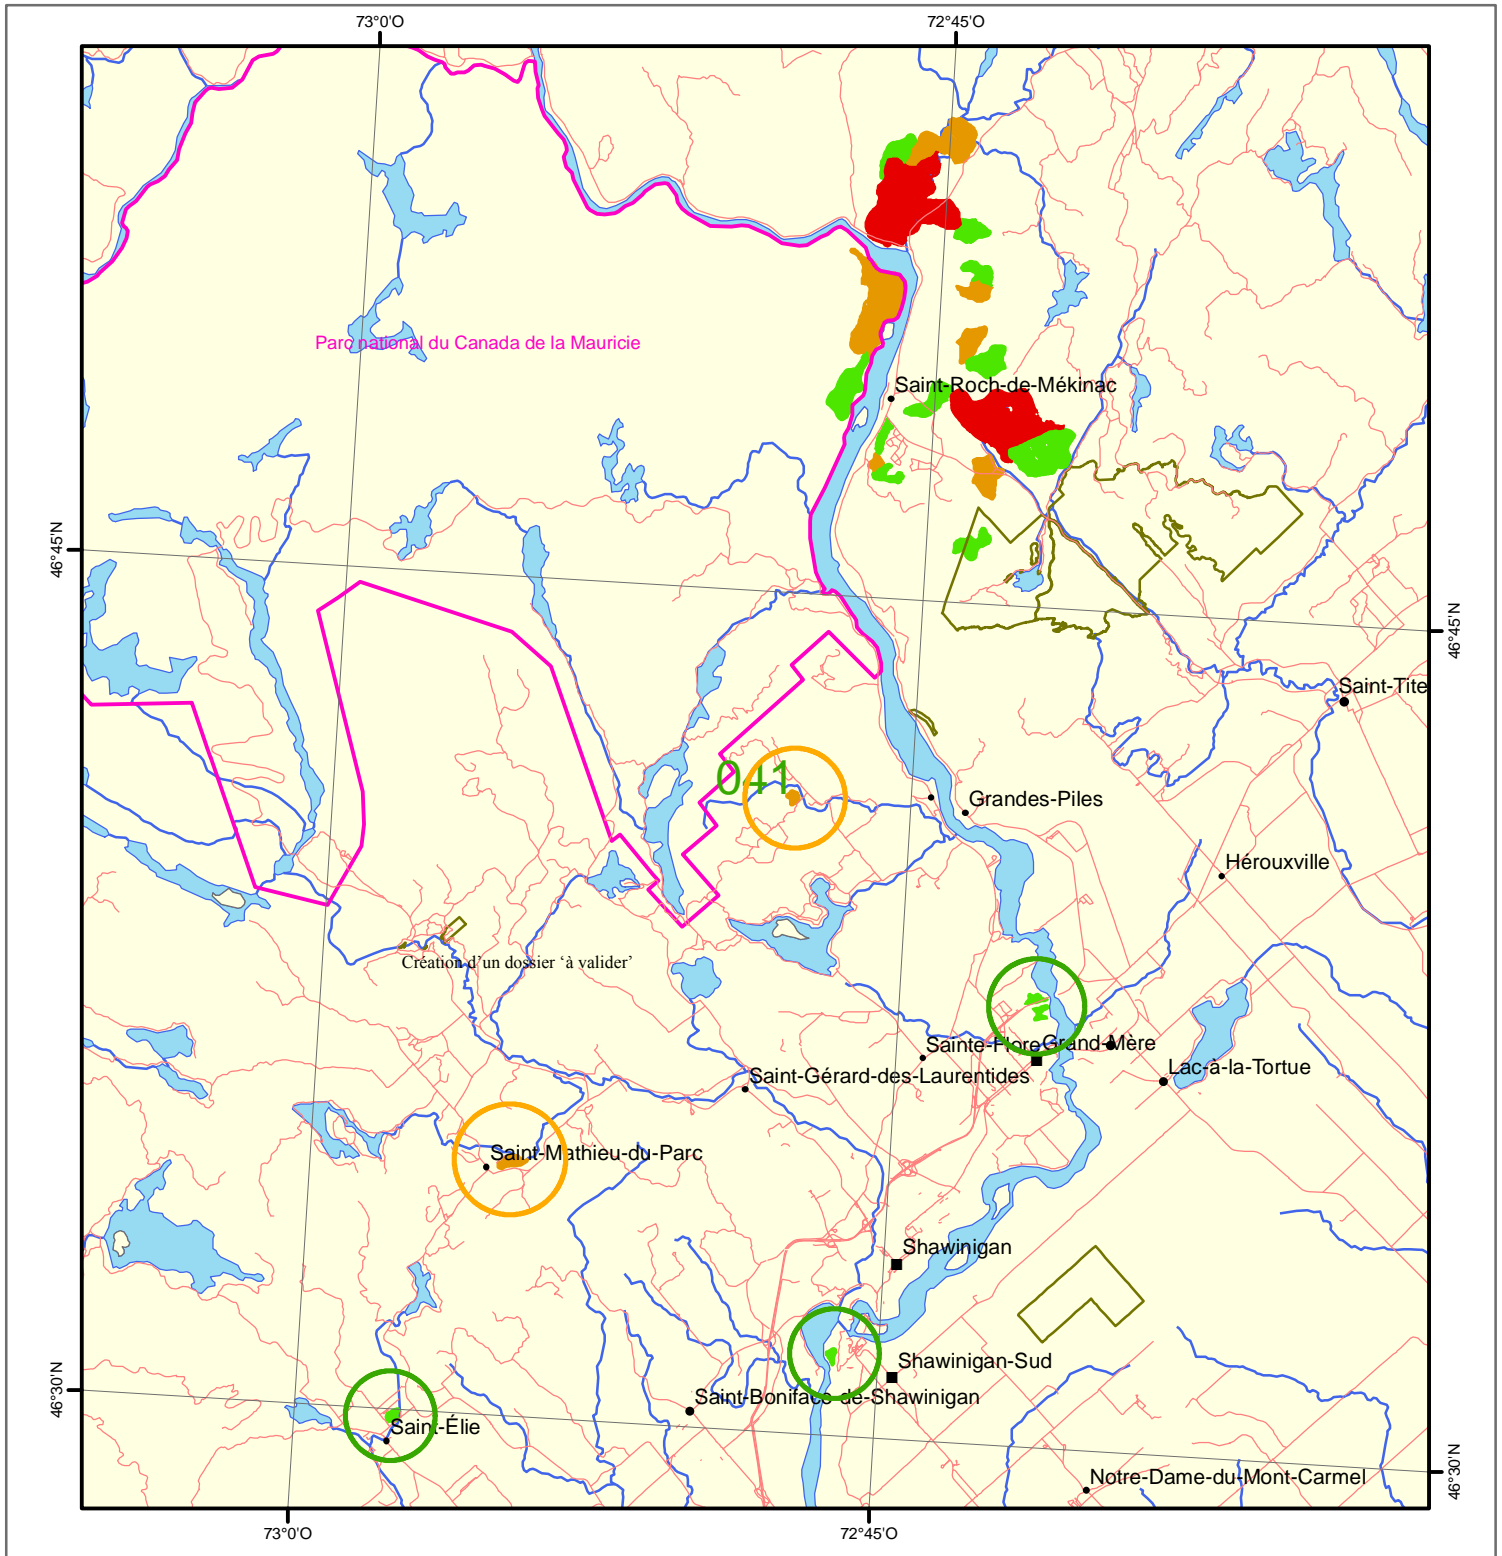 73°0'O
72°45'O
Parc national du Canada de la Mauricie
Saint-Roch-de-Mékinac
46°45'N
46°45'N
Saint-Tite
041
Grandes-Piles
Hérouxville
Création d'un dossier 'à valider'
Sainte-Flore
Grand-Mère
Lac-à-la-Tortue
Saint-Gérard-des-Laurentides
Saint-Mathieu-du-Parc
Shawinigan
Shawinigan-Sud
46°30'N
Saint-Boniface-de-Shawinigan
Saint-Élie
Notre-Dame-du-Mont-Carmel
46°30'N
73°0'O
72°45'O